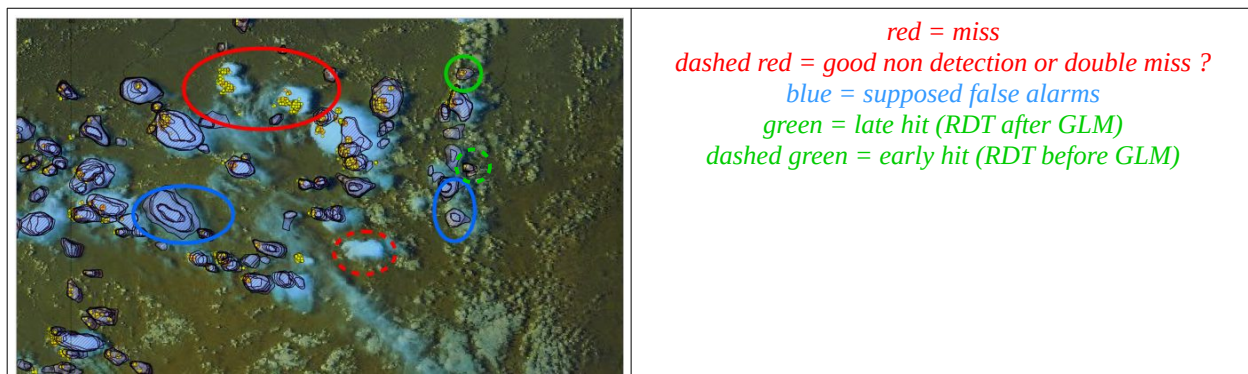 red = miss
dashed red = good non detection or double miss ?
blue = supposed false alarms
green = late hit (RDT after GLM)
dashed green = early hit (RDT before GLM)